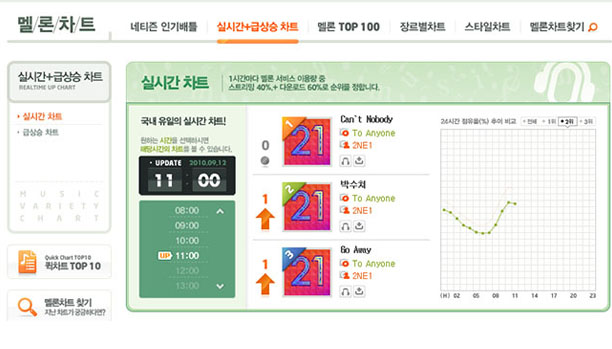 멜/론/차/트
네티즌 인기배틀
실시간+급상승 차트
멜론 TOP 100
장르별차트
스타일차트
멜론차트찾기
실시간+급상승 차트
REALTIME UP CHART
실시간 차트
급상승 차트
MUSIC
VARIETY
CHART
Quick Chart TOP10
퀵차트 TOP 10
멜론차트 찾기
지난 차트가 궁금하다면?
실시간 차트
1시간마다 멜론 서비스 이용량 중
스트리밍 40%,+ 다운로드 60%로 순위를 정합니다.
국내 유일의 실시간 차트!
원하는 시간을 선택하시면
해당시간의 차트를 볼 수 있습니다.
UPDATE 2010.09.12
11 00
08:00
09:00
10:00
UP 11:00
12:00
13:00
0
1
21
Can't Nobody
To Anyone
2NE1
1
2
21
박수쳐
To Anyone
2NE1
1
3
21
Go Away
To Anyone
2NE1
24시간 점유율(%) 추이 비교
전체
1위
2위
3위
(H) 02 05 08 11 14 17 20 23